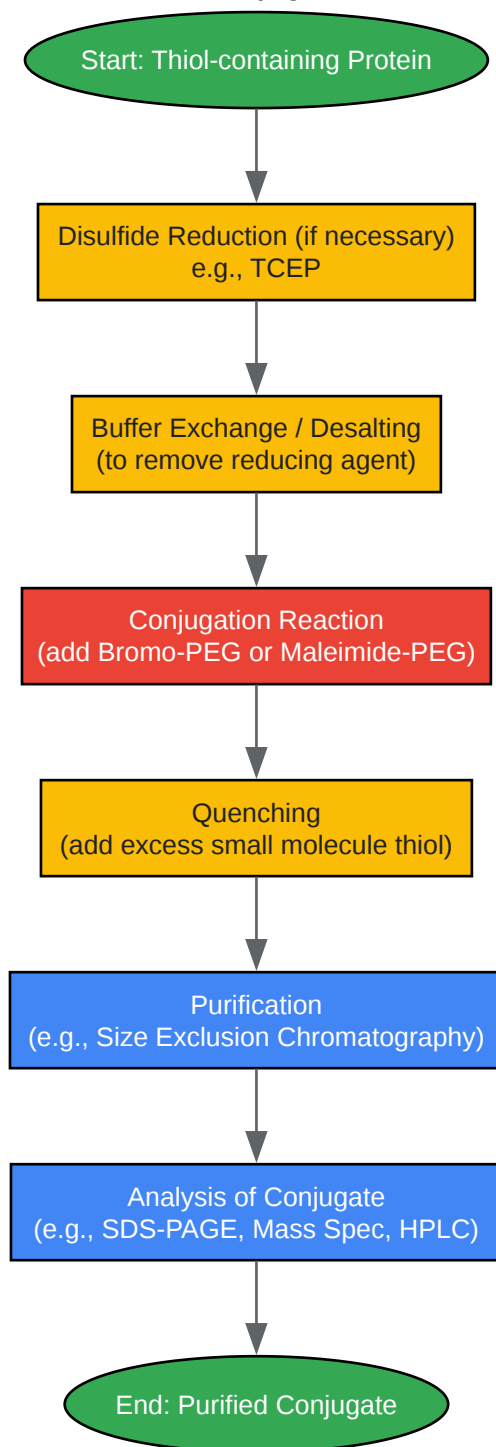 Start: Thiol-containing Protein
Disulfide Reduction (if necessary)
e.g., TCEP
Buffer Exchange / Desalting
(to remove reducing agent)
Conjugation Reaction
(add Bromo-PEG or Maleimide-PEG)
Quenching
(add excess small molecule thiol)
Purification
(e.g., Size Exclusion Chromatography)
Analysis of Conjugate
(e.g., SDS-PAGE, Mass Spec, HPLC)
End: Purified Conjugate